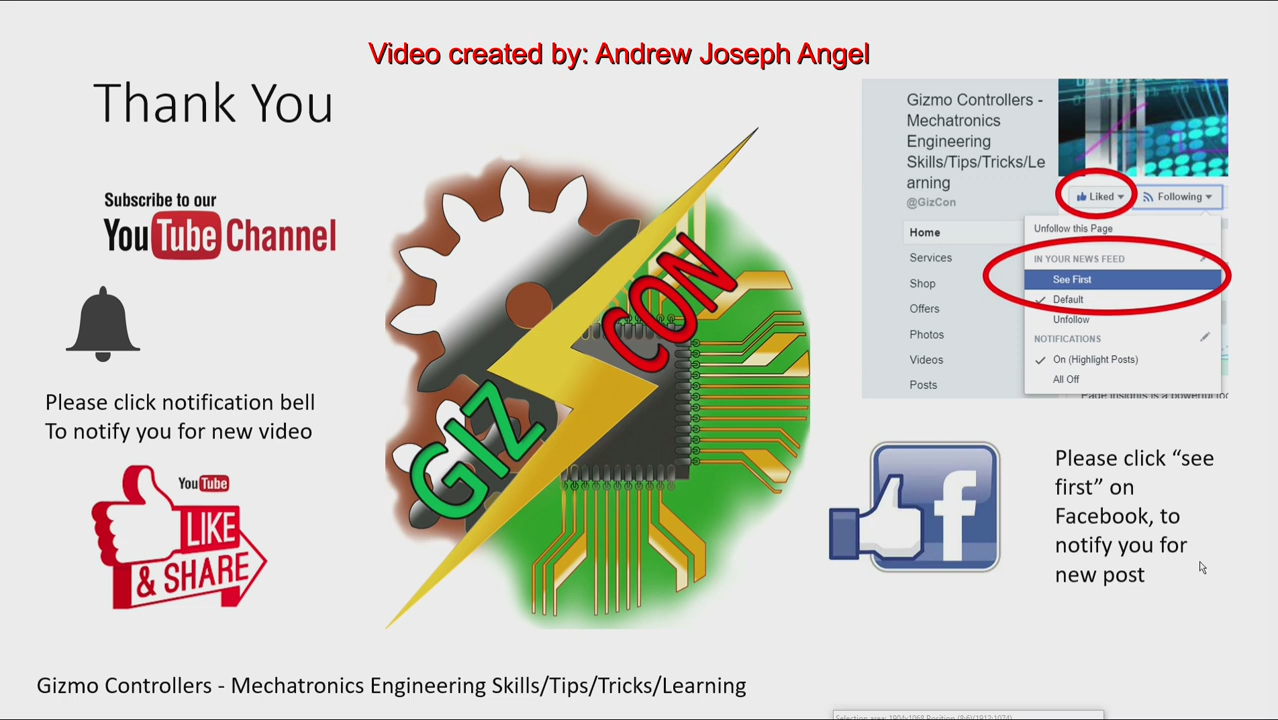 Video created by: Andrew Joseph Angel
Thank You
Subscribe to our
YouTube Channel
Please click notification bell
To notify you for new video
YouTube
LIKE
& SHARE
GIZ
CON
Gizmo Controllers -
Mechatronics
Engineering
Skills/Tips/Tricks/Le
arning
@GizCon
Liked
Following
Home
Services
Shop
Offers
Photos
Videos
Posts
Unfollow this Page
IN YOUR NEWS FEED
See First
Default
Unfollow
NOTIFICATIONS
On (Highlight Posts)
All Off
Page Insights is a powerful
f
Please click “see
first” on
Facebook, to
notify you for
new post
Gizmo Controllers - Mechatronics Engineering Skills/Tips/Tricks/Learning